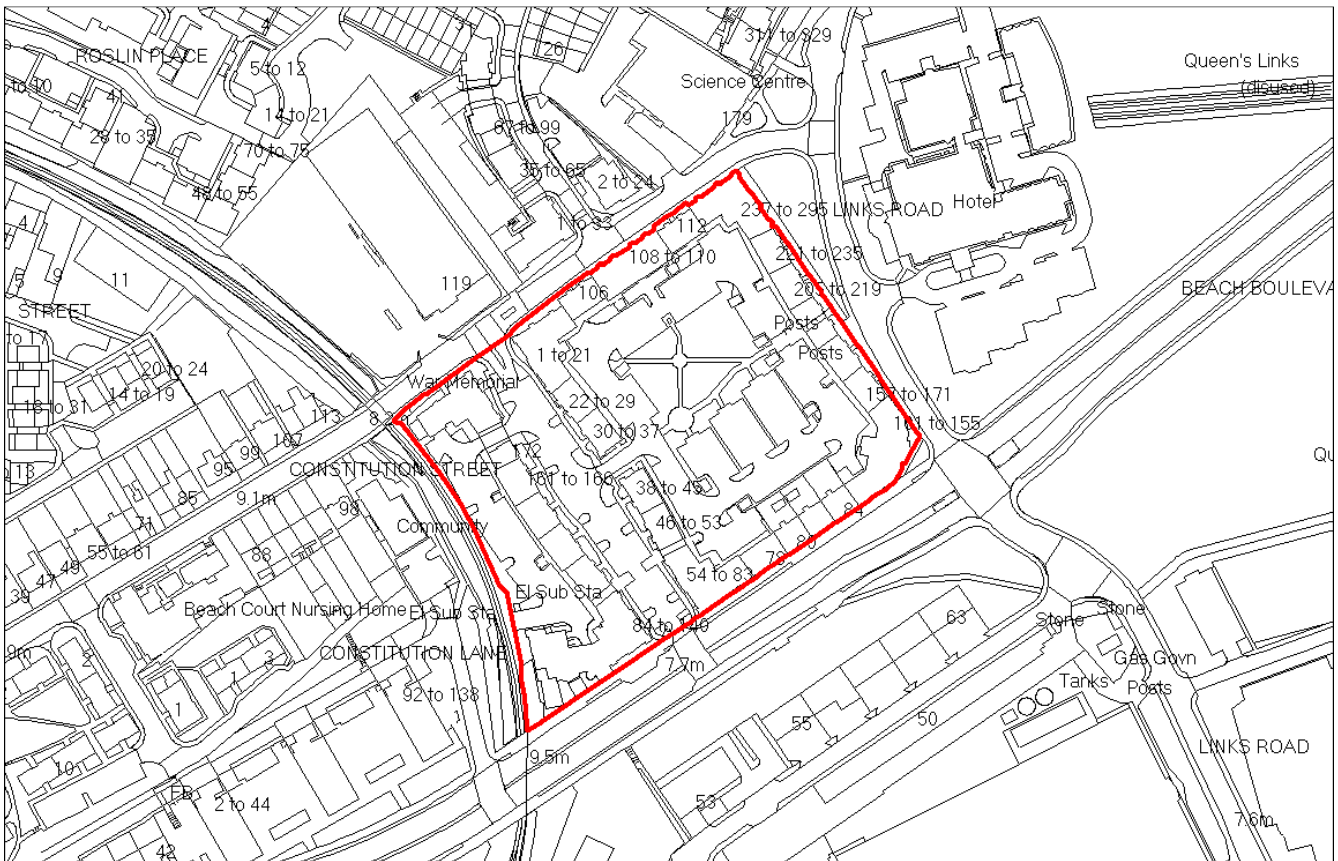 ROSLIN PLACE
5 to 12
26
311 to 329
Science Centre
Queen's Links
(disused)
41
14 to 21
179
28 to 35
70 to 75
67 to 99
48 to 55
35 to 65
2 to 24
Hotel
237 to 295 LINKS ROAD
4
1 to 33
112
9
11
108 to 110
221 to 235
5
119
106
205 to 219
BEACH BOULEVA
STREET
Posts
1 to 21
Posts
20 to 24
War Memorial
14 to 19
157 to 171
18 to 31
113
22 to 29
107
30 to 37
99
172
13
95
CONSTITUTION STREET
161 to 166
38 to 45
85
9.1m
98
71
Community
46 to 53
84
55 to 61
88
80
49
79
47
54 to 83
39
El Sub Sta
Beach Court Nursing Home
El Sub Sta
63
Stone
Stone
84 to 140
2
3
CONSTITUTION LANE
7.7m
Gas Govn
1
92 to 138
Tanks
Posts
1
55
50
LINKS ROAD
9.5m
10
FB
2 to 44
53
7.6m
42